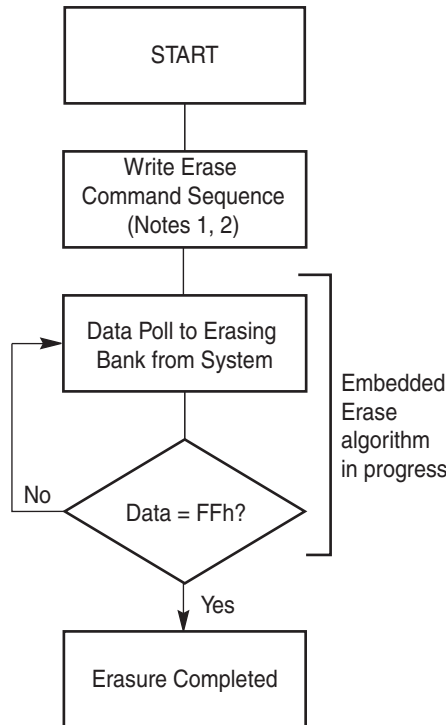 START
Write Erase
Command Sequence
(Notes 1, 2)
Data Poll to Erasing
Bank from System
Embedded
Erase
algorithm
in progress
No
Data = FFh?
Yes
Erasure Completed